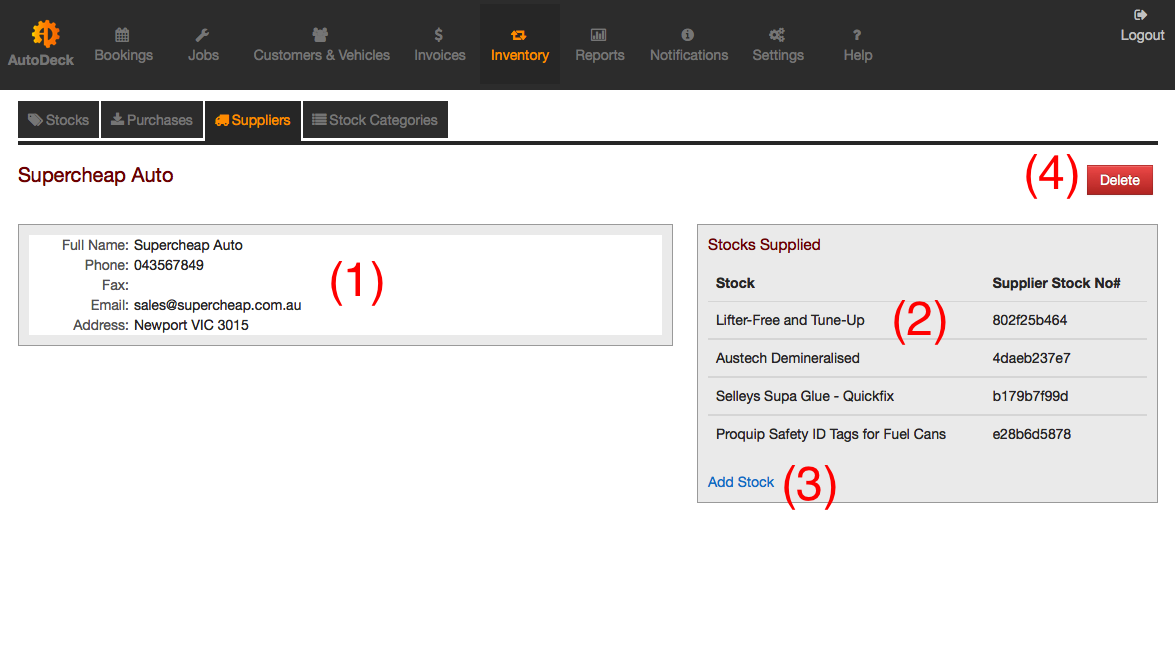 AutoDeck
Bookings
Jobs
Customers & Vehicles
Invoices
Inventory
Reports
Notifications
Settings
Help
Logout
Stocks
Purchases
Suppliers
Stock Categories
Supercheap Auto
(4)
Delete
Full Name: Supercheap Auto
Phone: 043567849
Fax:
Email: sales@supercheap.com.au
Address: Newport VIC 3015
(1)
Stocks Supplied
Stock Supplier Stock No#
Lifter-Free and Tune-Up (2) 802f25b464
Austech Demineralised 4daeb237e7
Selleys Supa Glue - Quickfix b179b7f99d
Proquip Safety ID Tags for Fuel Cans e28b6d5878
Add Stock (3)